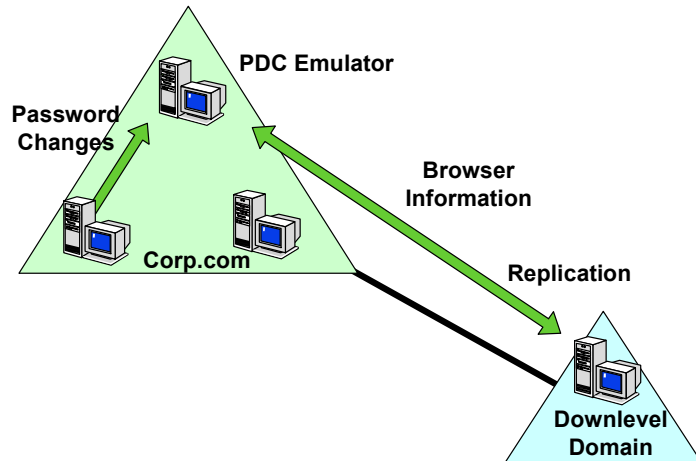 PDC Emulator
Password
Changes
Browser
Information
Corp.com
Replication
Downlevel
Domain